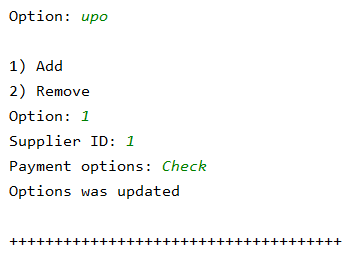 Option: upo
1) Add
2) Remove
Option: 1
Supplier ID: 1
Payment options: Check
Options was updated
+++++++++++++++++++++++++++++++++++++